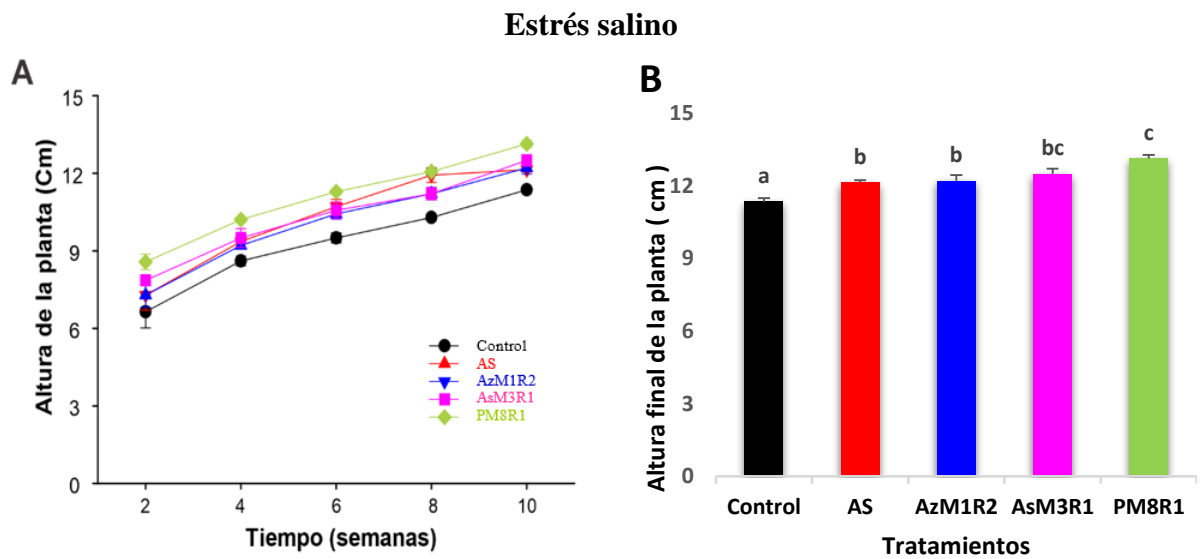 Estrés salino
A
15
12
9
6
3
0
Altura de la planta (Cm)
2 4 6 8 10
Tiempo (semanas)
Control
AS
AzM1R2
AsM3R1
PM8R1
B
15
12
9
6
3
0
Altura final de la planta ( cm )
a b b bc c
Control AS AzM1R2 AsM3R1 PM8R1
Tratamientos